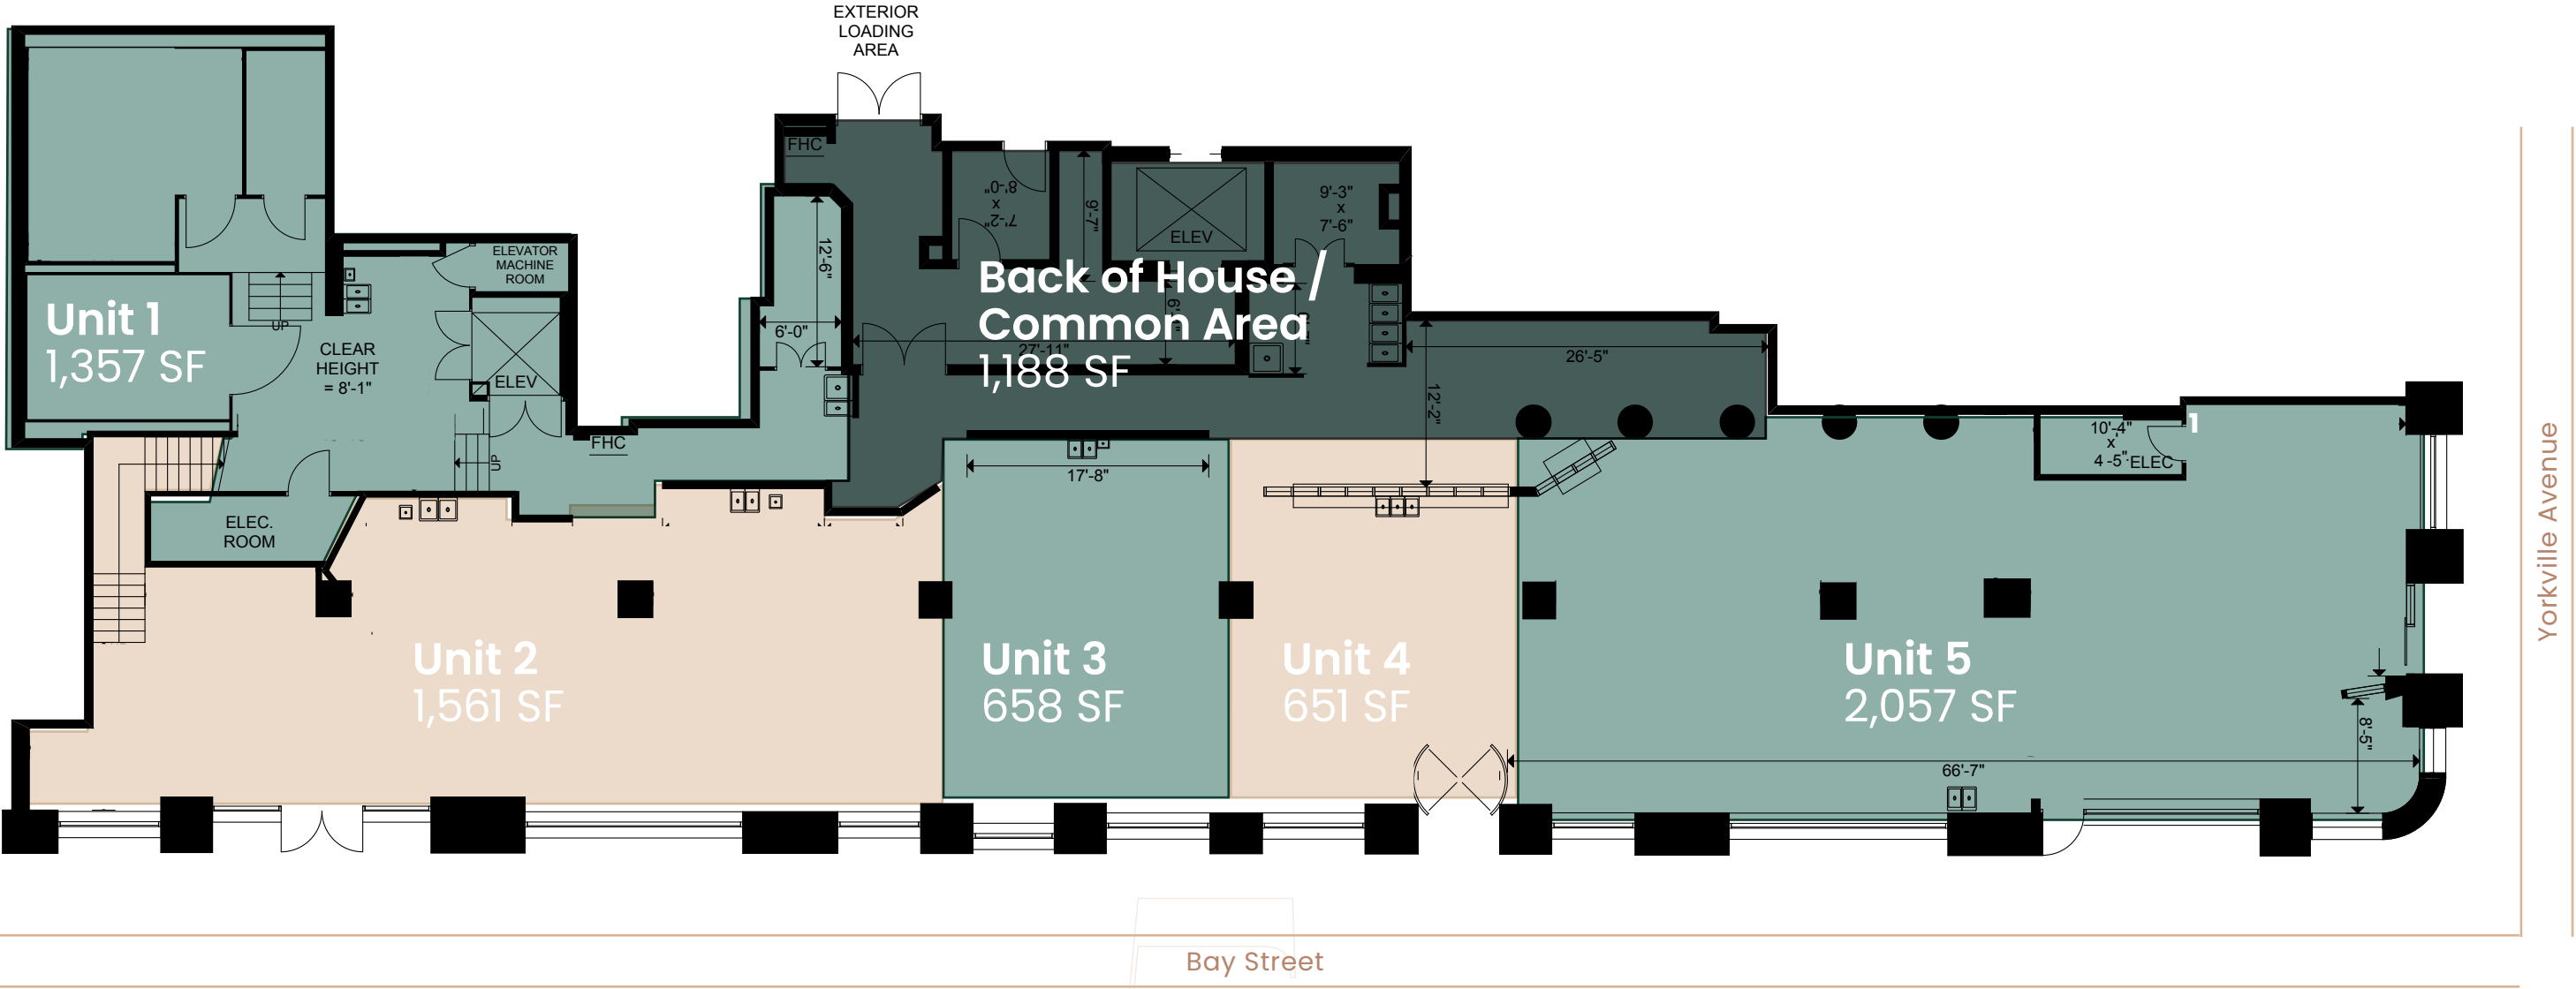 EXTERIOR
LOADING
AREA
FHC
8'-0"
x
7'-2"
9'-7"
ELEV
9'-3"
x
7'-6"
ELEVATOR
MACHINE
ROOM
12'-6"
Back of House /
Common Area
1,188 SF
Unit 1
1,357 SF
UP
CLEAR
HEIGHT
= 8'-1"
ELEV
6'-0"
27'-11"
26'-5"
12'-2"
FHC
UP
17'-8"
10'-4"
x
4'-5"
ELEC
1
ELEC.
ROOM
Unit 2
1,561 SF
Unit 3
658 SF
Unit 4
651 SF
Unit 5
2,057 SF
8'-5"
66'-7"
Yorkville Avenue
Bay Street